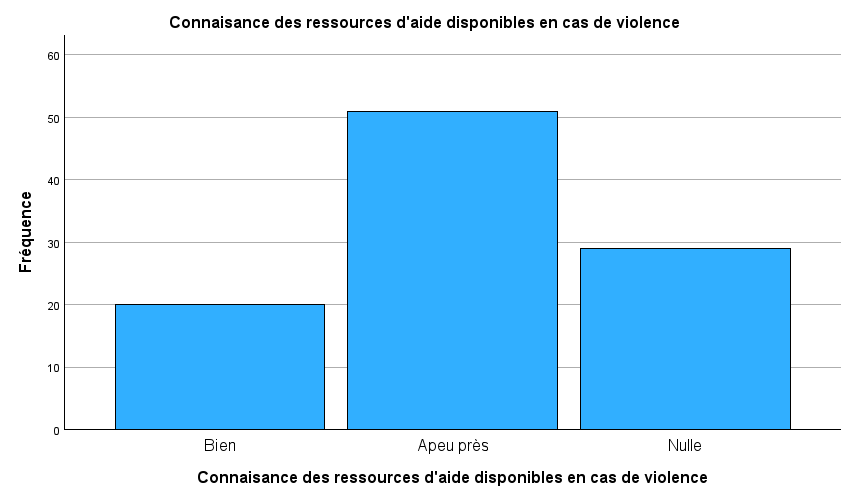 Connaisance des ressources d'aide disponibles en cas de violence
Fréquence
60
50
40
30
20
10
0
Bien
Apeu près
Nulle
Connaisance des ressources d'aide disponibles en cas de violence